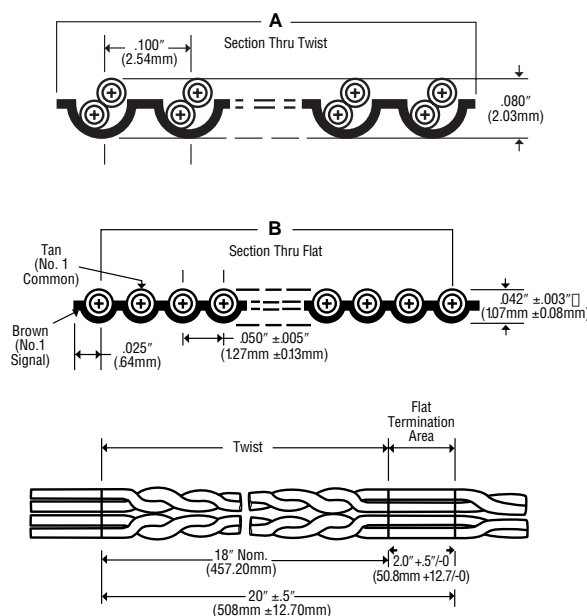 A
.100"
(2.54mm)
Section Thru Twist
.080"
(2.03mm)
B
Tan
(No. 1
Common)
Section Thru Flat
.042" ±.003"□
(1.07mm ±0.08mm)
Brown
(No.1
Signal)
.025"
(.64mm)
.050" ±.005"
(1.27mm ±0.13mm)
Flat
Termination
Area
Twist
18" Nom.
(457.20mm)
2.0" +.5"/-0
(50.8mm +12.7/-0)
20" ±.5"
(508mm ±12.70mm)